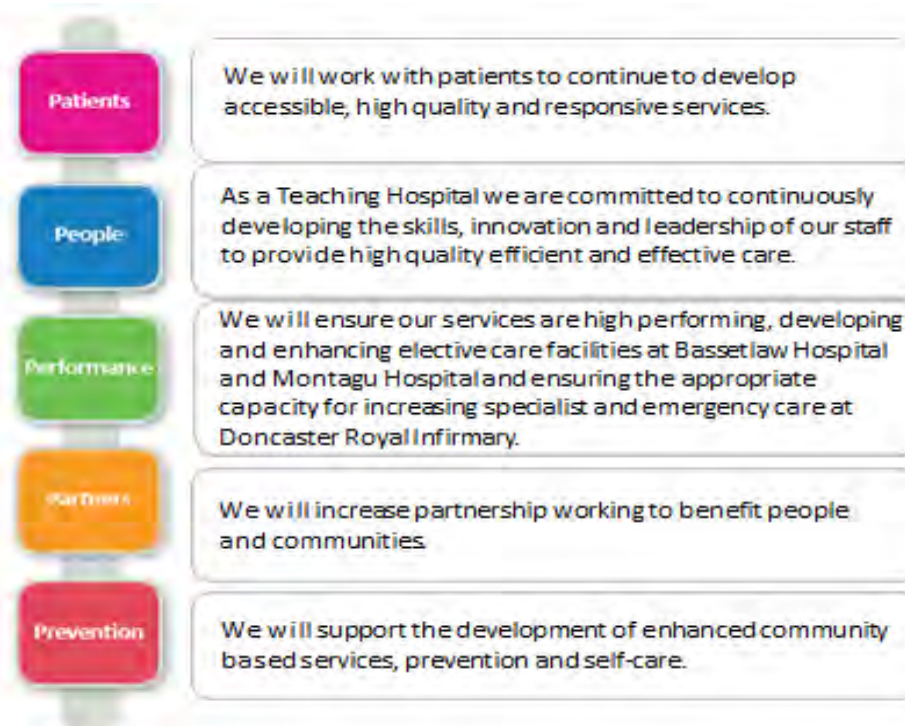 Patients
We will work with patients to continue to develop
accessible, high quality and responsive services.
People
As a Teaching Hospital we are committed to continuously
developing the skills, innovation and leadership of our staff
to provide high quality efficient and effective care.
Performance
We will ensure our services are high performing, developing
and enhancing elective care facilities at Bassetlaw Hospital
and Montagu Hospital and ensuring the appropriate
capacity for increasing specialist and emergency care at
Doncaster Royal Infirmary.
Partners
We will increase partnership working to benefit people
and communities.
Prevention
We will support the development of enhanced community
based services, prevention and self-care.